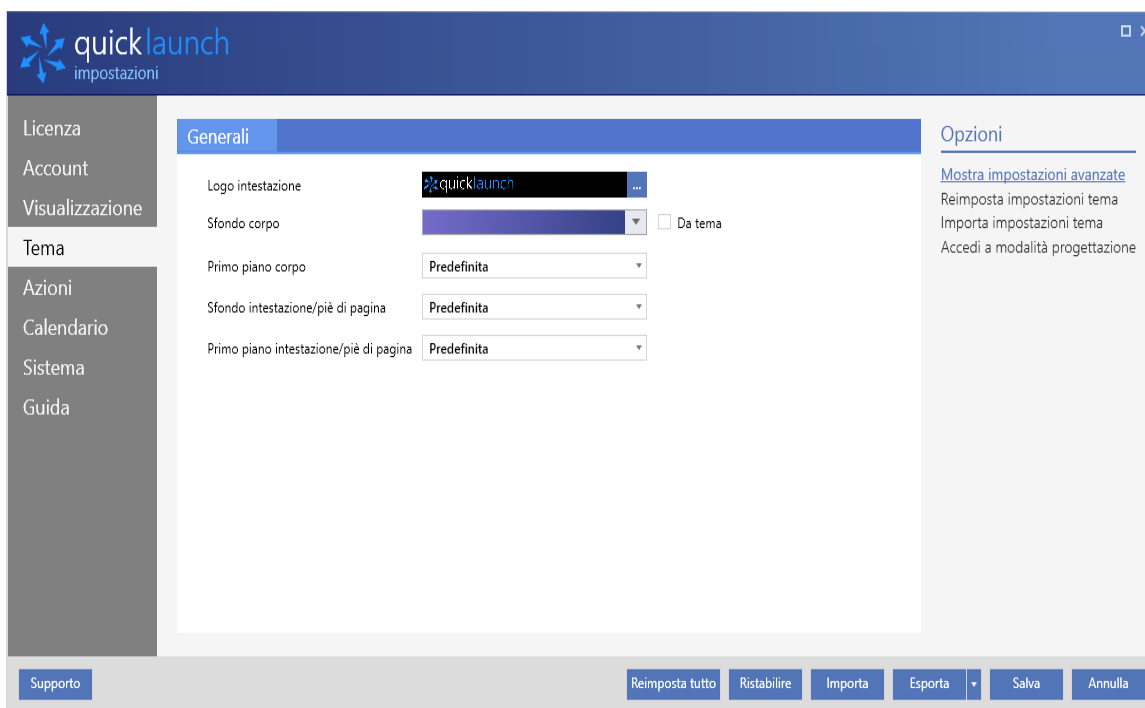 quicklaunch
impostazioni
Licenza
Account
Visualizzazione
Tema
Azioni
Calendario
Sistema
Guida
Generali
Logo intestazione
quicklaunch
...
Sfondo corpo
Da tema
Primo piano corpo
Predefinita
Sfondo intestazione/piè di pagina
Predefinita
Primo piano intestazione/piè di pagina
Predefinita
Opzioni
Mostra impostazioni avanzate
Reimposta impostazioni tema
Importa impostazioni tema
Accedi a modalità progettazione
Supporto
Reimposta tutto
Ristabilire
Importa
Esporta
Salva
Annulla